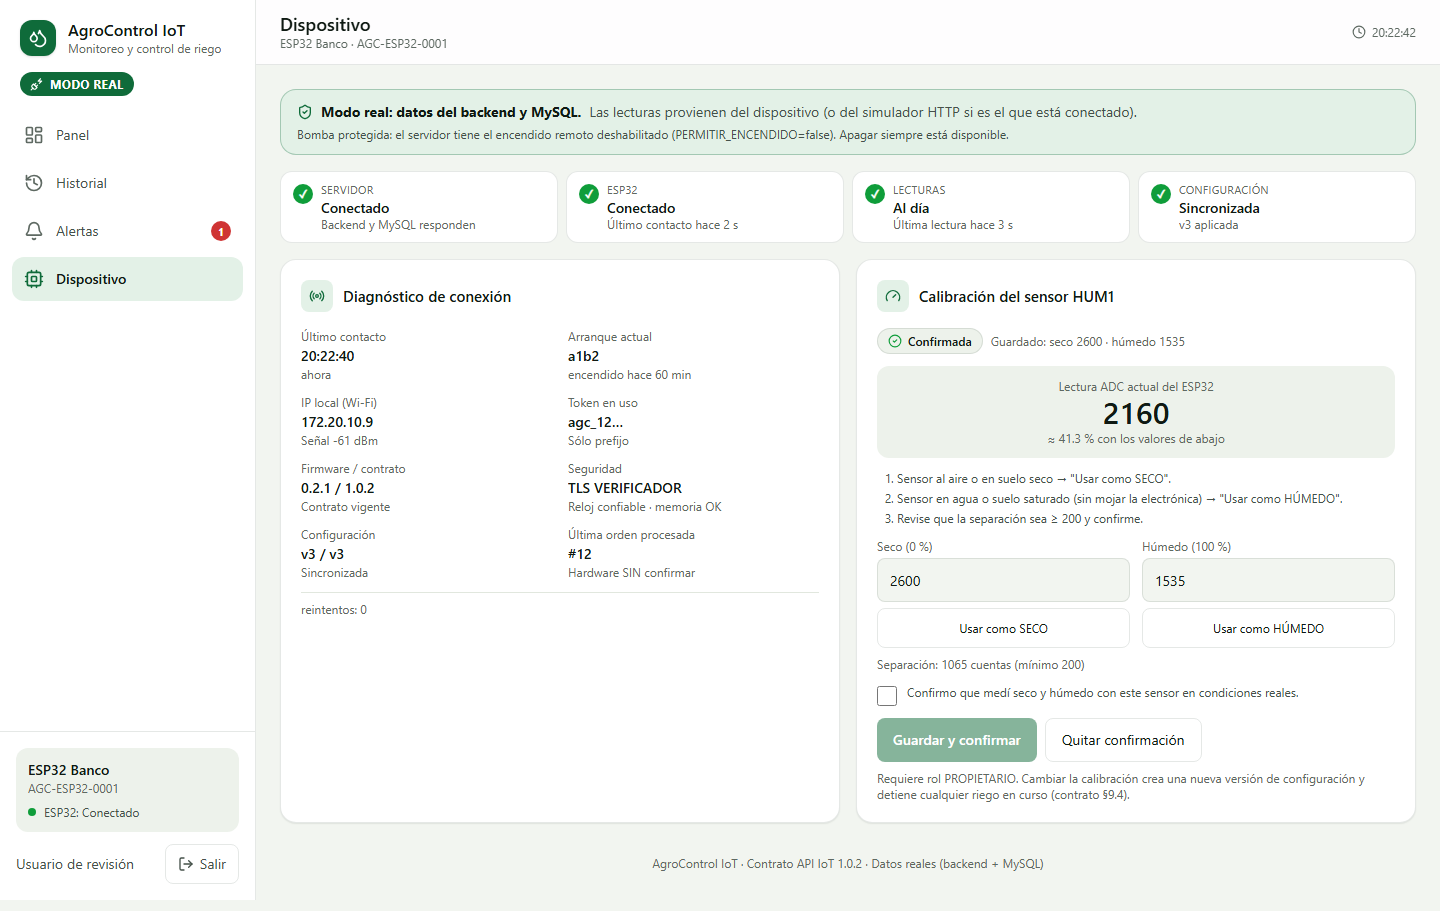 AgroControl IoT
Monitoreo y control de riego
MODO REAL
Panel
Historial
Alertas
1
Dispositivo
ESP32 Banco
AGC-ESP32-0001
ESP32: Conectado
Usuario de revisión
Salir
Dispositivo
ESP32 Banco · AGC-ESP32-0001
20:22:42
Modo real: datos del backend y MySQL. Las lecturas provienen del dispositivo (o del simulador HTTP si es el que está conectado).
Bomba protegida: el servidor tiene el encendido remoto deshabilitado (PERMITIR_ENCENDIDO=false). Apagar siempre está disponible.
SERVIDOR
Conectado
Backend y MySQL responden
ESP32
Conectado
Último contacto hace 2 s
LECTURAS
Al día
Última lectura hace 3 s
CONFIGURACIÓN
Sincronizada
v3 aplicada
Diagnóstico de conexión
Último contacto
20:22:40
ahora
Arranque actual
a1b2
encendido hace 60 min
IP local (Wi-Fi)
172.20.10.9
Señal -61 dBm
Token en uso
agc_12...
Sólo prefijo
Firmware / contrato
0.2.1 / 1.0.2
Contrato vigente
Seguridad
TLS VERIFICADOR
Reloj confiable · memoria OK
Configuración
v3 / v3
Sincronizada
Última orden procesada
#12
Hardware SIN confirmar
reintentos: 0
Calibración del sensor HUM1
Confirmada
Guardado: seco 2600 · húmedo 1535
Lectura ADC actual del ESP32
2160
≈ 41.3 % con los valores de abajo
1. Sensor al aire o en suelo seco → "Usar como SECO".
2. Sensor en agua o suelo saturado (sin mojar la electrónica) → "Usar como HÚMEDO".
3. Revise que la separación sea ≥ 200 y confirme.
Seco (0 %)
2600
Usar como SECO
Húmedo (100 %)
1535
Usar como HÚMEDO
Separación: 1065 cuentas (mínimo 200)
Confirmo que medí seco y húmedo con este sensor en condiciones reales.
Guardar y confirmar
Quitar confirmación
Requiere rol PROPIETARIO. Cambiar la calibración crea una nueva versión de configuración y
detiene cualquier riego en curso (contrato §9.4).
AgroControl IoT · Contrato API IoT 1.0.2 · Datos reales (backend + MySQL)